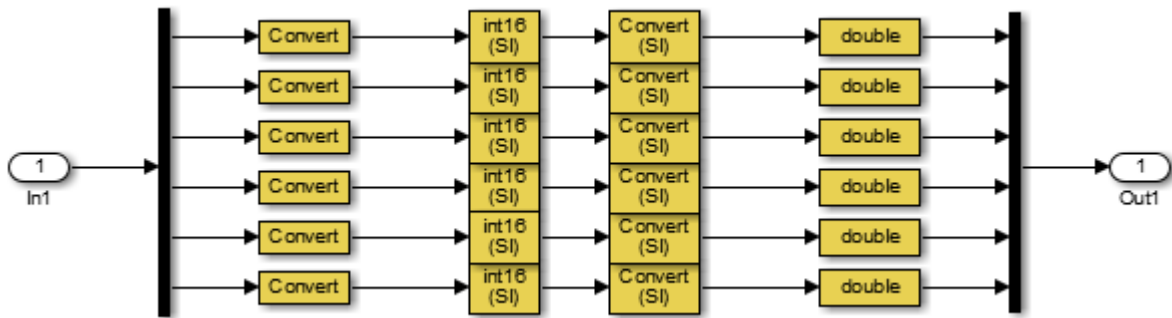 Convert int16 Convert double
(SI) (SI)
Convert int16 Convert double
(SI) (SI)
Convert int16 Convert double
(SI) (SI)
1 1
In1 Out1
Convert int16 Convert double
(SI) (SI)
Convert int16 Convert double
(SI) (SI)
Convert int16 Convert double
(SI) (SI)